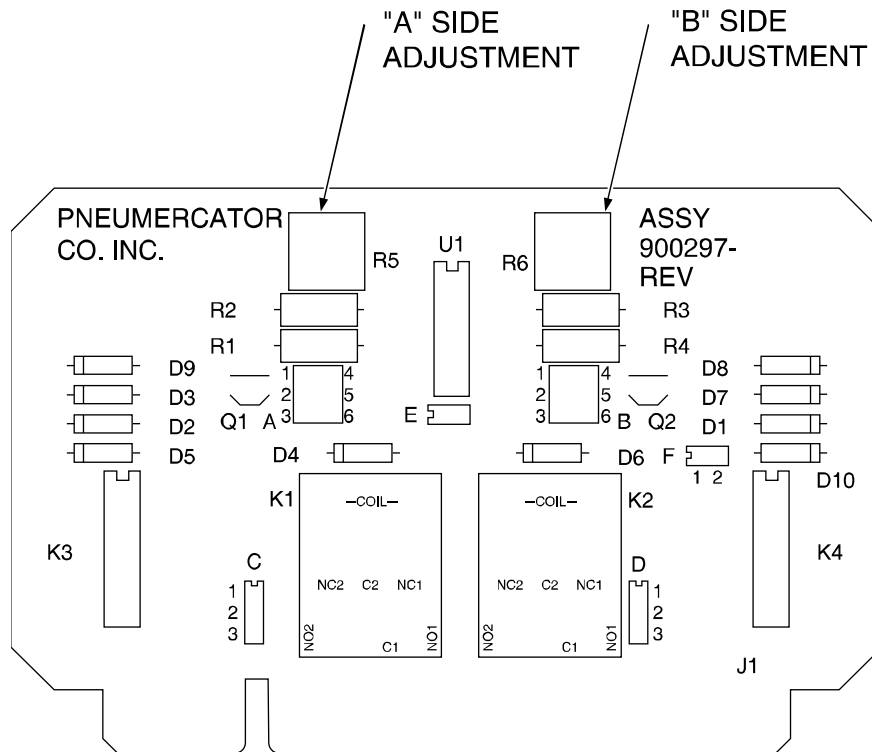 "A" SIDE
ADJUSTMENT
"B" SIDE
ADJUSTMENT
PNEUMERCATOR
CO. INC.
ASSY
900297-
REV
U1
R5
R6
R2
R3
R1
R4
D9
1 4
1 4
D8
D3
2 5
2 5
D7
D2
Q1 A
3 6
E
3 6
B Q2
D1
D5
D4
D6
F
1 2
D10
K1
-COIL-
-COIL-
K2
K3
K4
C
D
NC2 C2 NC1
NC2 C2 NC1
1
2
3
1
2
3
NO2
C1
NO1
NO2
C1
NO1
J1